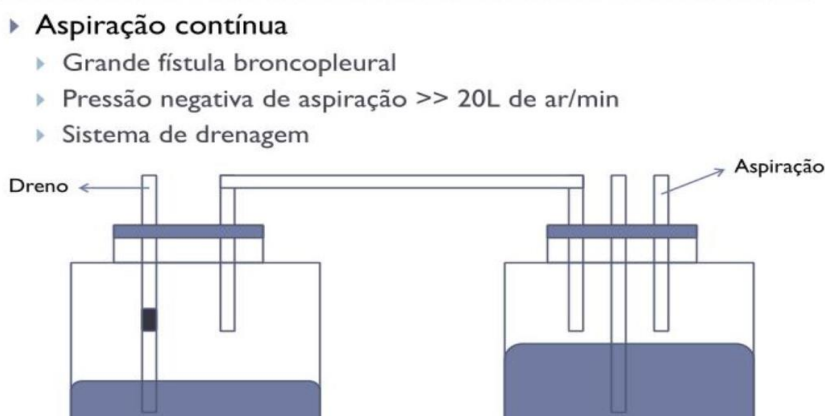 Aspiração contínua
Grande fístula broncopleural
Pressão negativa de aspiração >> 20L de ar/min
Sistema de drenagem
Dreno
Aspiração